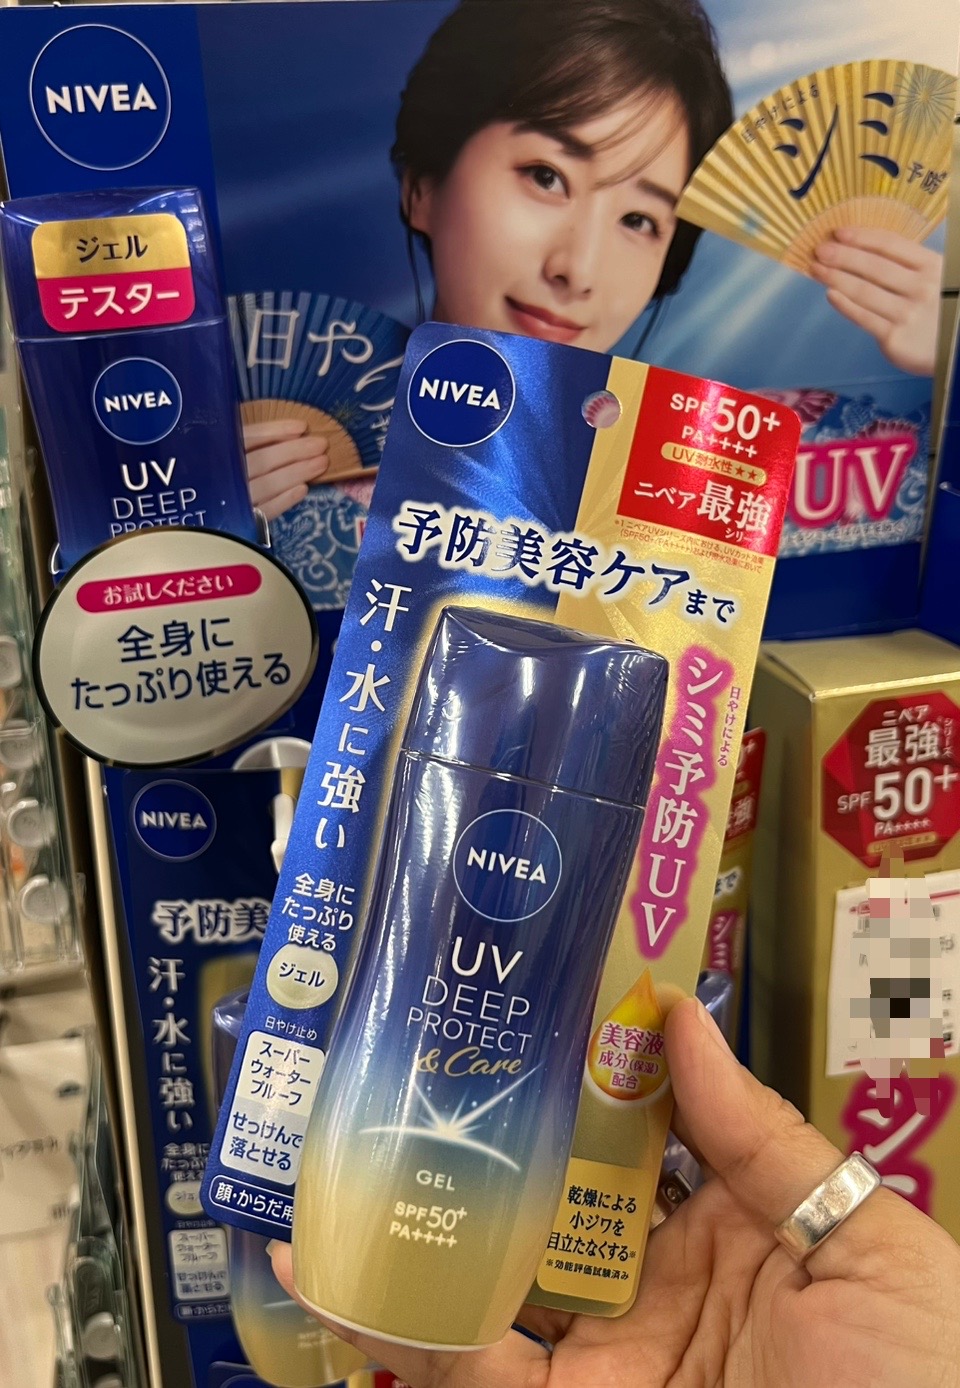 NIVEA
日やけによる
シミ
予防
ジェル
テスター
NIVEA
UV
DEEP
PROTECT
お試しください
全身に
たっぷり使える
日や
UV
NIVEA
SPF50+
PA++++
UV耐水性★★
ニベア最強
シリーズ
予防美容ケアまで
汗・水に強い
日やけによる
シミ予防UV
全身に
たっぷり
使える
ジェル
日やけ止め
スーパー
ウォーター
プルーフ
せっけんで
落とせる
顔・からだ用
NIVEA
UV
DEEP
PROTECT
& Care
GEL
SPF50+
PA++++
美容液
成分(保湿)
配合
乾燥による
小ジワを
目立たなくする※
※効能評価試験済み
NIVEA
予防美
汗・水に強い
全身に
ニベア
最強
シリーズ
SPF50+
PA++++